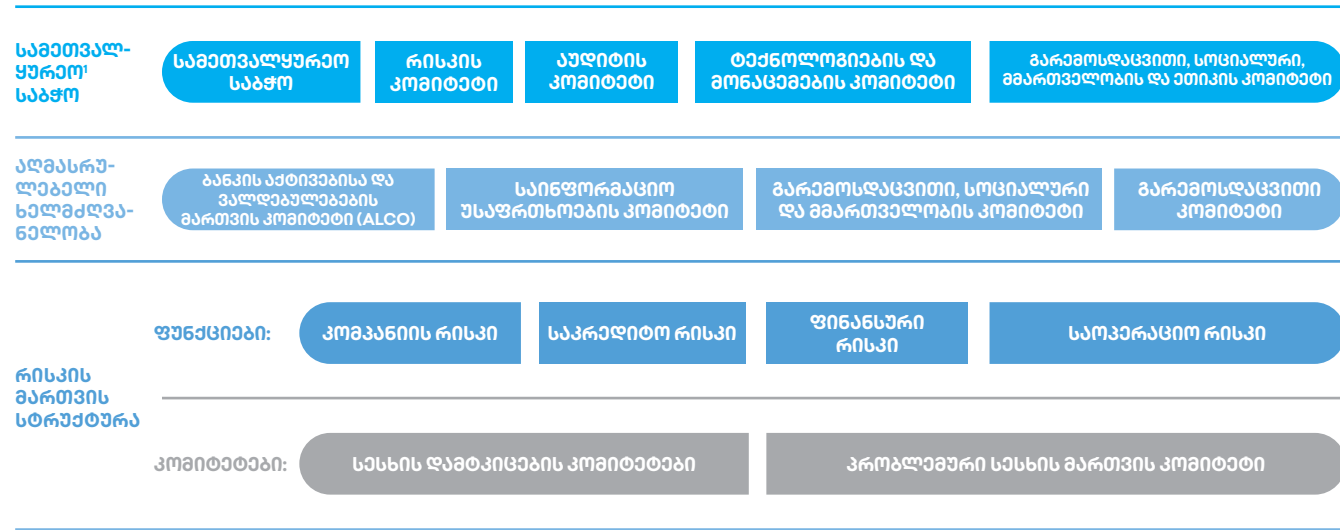 ᲡᲐᲛᲔᲗᲕᲐᲚ-
ᲧᲣᲠᲔᲝ¹
ᲡᲐᲑᲭᲝ
ᲡᲐᲛᲔᲗᲕᲐᲚᲧᲣᲠᲔᲝ
ᲡᲐᲑᲭᲝ
ᲠᲘᲡᲙᲘᲡ
ᲙᲝᲛᲘᲢᲔᲢᲘ
ᲐᲣᲓᲘᲢᲘᲡ
ᲙᲝᲛᲘᲢᲔᲢᲘ
ᲢᲔᲥᲜᲝᲚᲝᲒᲘᲔᲑᲘᲡ ᲓᲐ
ᲛᲝᲜᲐᲪᲔᲛᲔᲑᲘᲡ ᲙᲝᲛᲘᲢᲔᲢᲘ
ᲒᲐᲠᲔᲛᲝᲡᲓᲐᲪᲕᲘᲗᲘ, ᲡᲝᲪᲘᲐᲚᲣᲠᲘ,
ᲛᲛᲐᲠᲗᲕᲔᲚᲝᲑᲘᲡ ᲓᲐ ᲔᲗᲘᲙᲘᲡ ᲙᲝᲛᲘᲢᲔᲢᲘ
ᲐᲦᲛᲐᲡᲠᲣ-
ᲚᲔᲑᲔᲚᲘ
ᲮᲔᲚᲛᲫᲦᲕᲐ-
ᲜᲔᲚᲝᲑᲐ
ᲑᲐᲜᲙᲘᲡ ᲐᲥᲢᲘᲕᲔᲑᲘᲡᲐ ᲓᲐ
ᲕᲐᲚᲓᲔᲑᲣᲚᲔᲑᲔᲑᲘᲡ
ᲛᲐᲠᲗᲕᲘᲡ ᲙᲝᲛᲘᲢᲔᲢᲘ (ALCO)
ᲡᲐᲘᲜᲤᲝᲠᲛᲐᲪᲘᲝ
ᲣᲡᲐᲤᲠᲗᲮᲝᲔᲑᲘᲡ ᲙᲝᲛᲘᲢᲔᲢᲘ
ᲒᲐᲠᲔᲛᲝᲡᲓᲐᲪᲕᲘᲗᲘ, ᲡᲝᲪᲘᲐᲚᲣᲠᲘ
ᲓᲐ ᲛᲛᲐᲠᲗᲕᲔᲚᲝᲑᲘᲡ ᲙᲝᲛᲘᲢᲔᲢᲘ
ᲒᲐᲠᲔᲛᲝᲡᲓᲐᲪᲕᲘᲗᲘ
ᲙᲝᲛᲘᲢᲔᲢᲘ
ᲠᲘᲡᲙᲘᲡ
ᲛᲐᲠᲗᲕᲘᲡ
ᲡᲢᲠᲣᲥᲢᲣᲠᲐ
ᲤᲣᲜᲥᲪᲘᲔᲑᲘ:
ᲙᲝᲛᲞᲐᲜᲘᲘᲡ ᲠᲘᲡᲙᲘ
ᲡᲐᲙᲠᲔᲓᲘᲢᲝ ᲠᲘᲡᲙᲘ
ᲤᲘᲜᲐᲜᲡᲣᲠᲘ
ᲠᲘᲡᲙᲘ
ᲡᲐᲝᲞᲔᲠᲐᲪᲘᲝ ᲠᲘᲡᲙᲘ
ᲙᲝᲛᲘᲢᲔᲢᲔᲑᲘ:
ᲡᲔᲡᲮᲘᲡ ᲓᲐᲛᲢᲙᲘᲪᲔᲑᲘᲡ ᲙᲝᲛᲘᲢᲔᲢᲔᲑᲘ
ᲞᲠᲝᲑᲚᲔᲛᲣᲠᲘ ᲡᲔᲡᲮᲘᲡ ᲛᲐᲠᲗᲕᲘᲡ ᲙᲝᲛᲘᲢᲔᲢᲘ